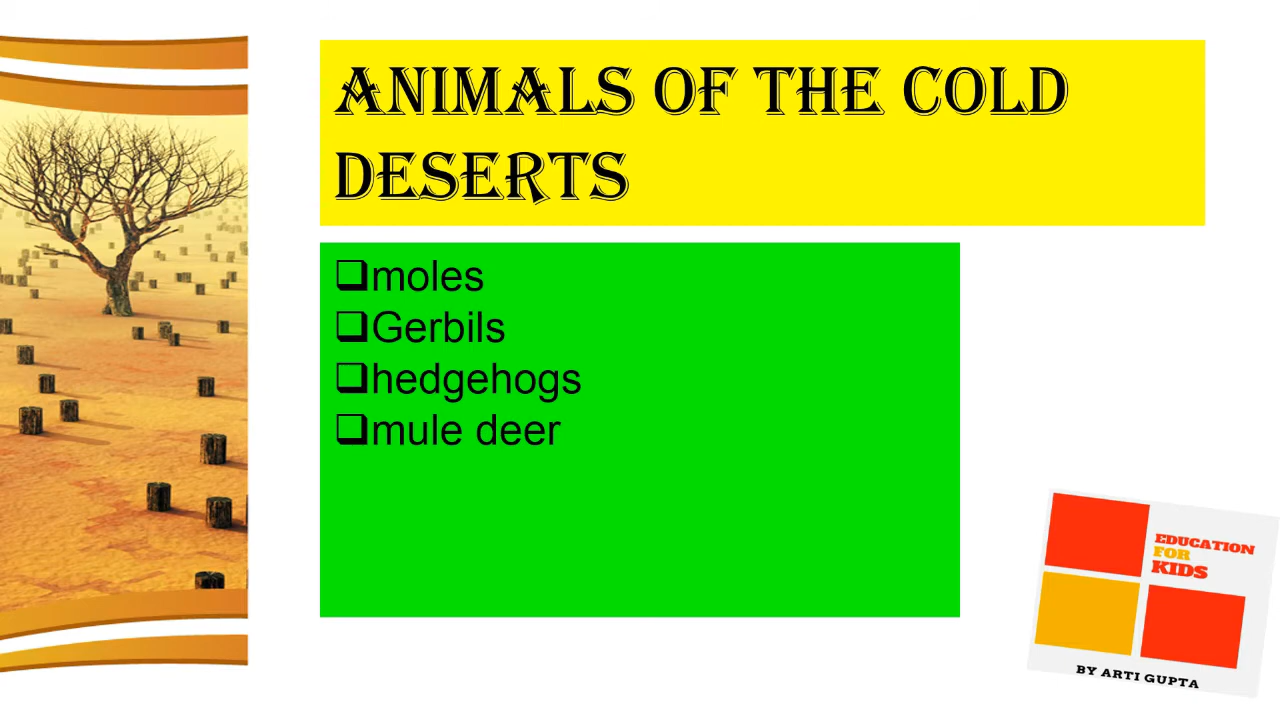 ANIMALS OF THE COLD
DESERTS
❑moles
❑Gerbils
❑hedgehogs
❑mule deer
EDUCATION
FOR
KIDS
BY ARTI GUPTA